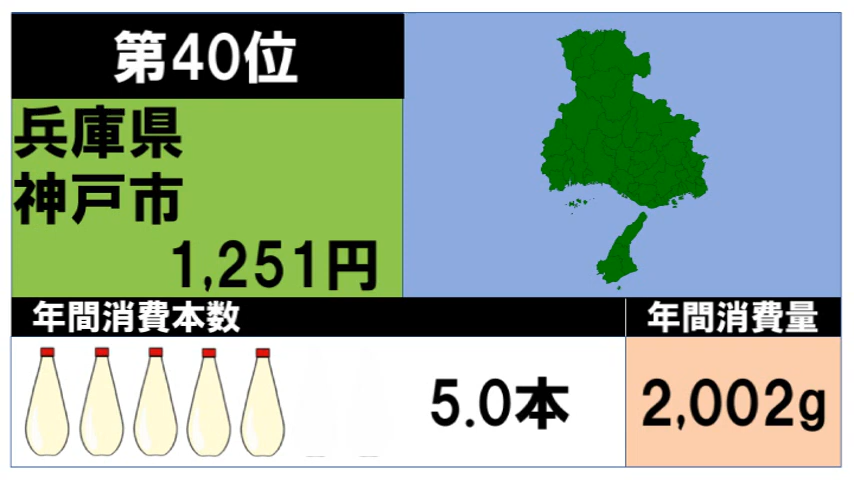 第40位
兵庫県
神戸市
1,251円
年間消費本数
年間消費量
5.0本
2,002g